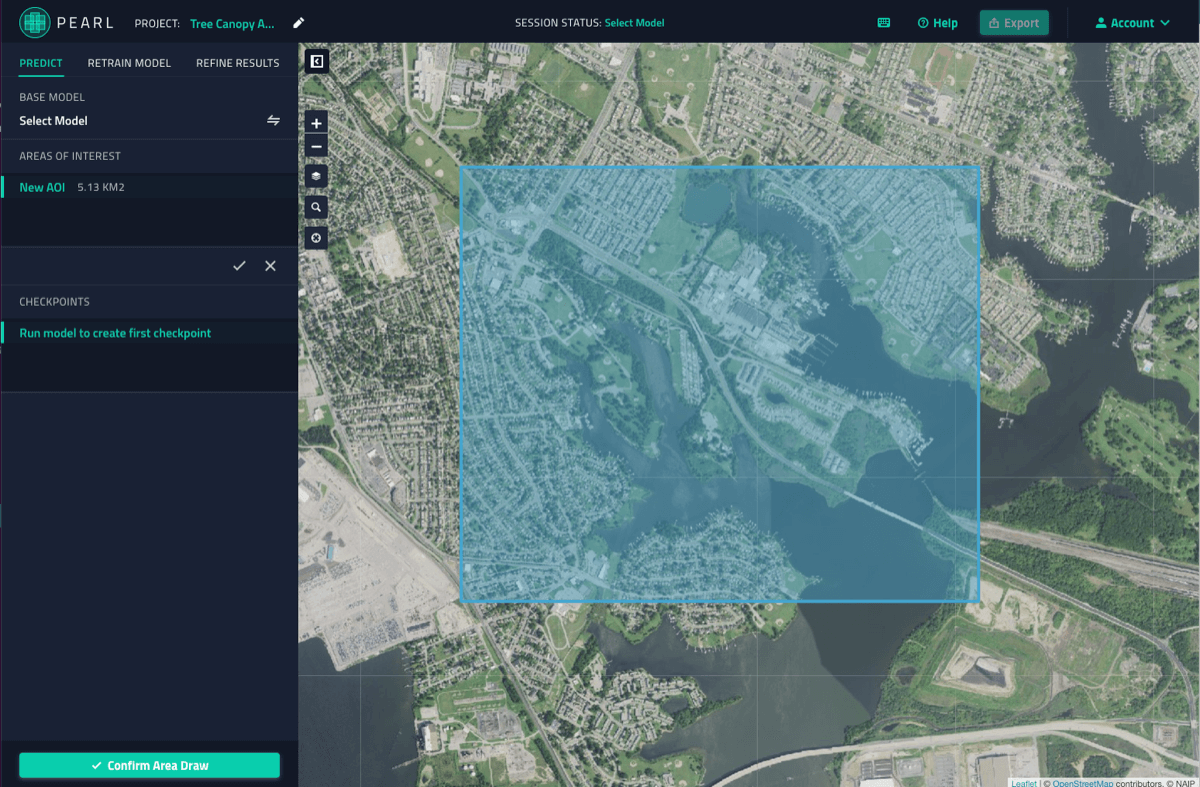 PEARL PROJECT: Tree Canopy A... SESSION STATUS: Select Model Help Export Account
PREDICT RETRAIN MODEL REFINE RESULTS
BASE MODEL
Select Model
AREAS OF INTEREST
New AOI 5.13 KM2
CHECKPOINTS
Run model to create first checkpoint
Confirm Area Draw
Leaflet | © OpenStreetMap contributors, © NAIP